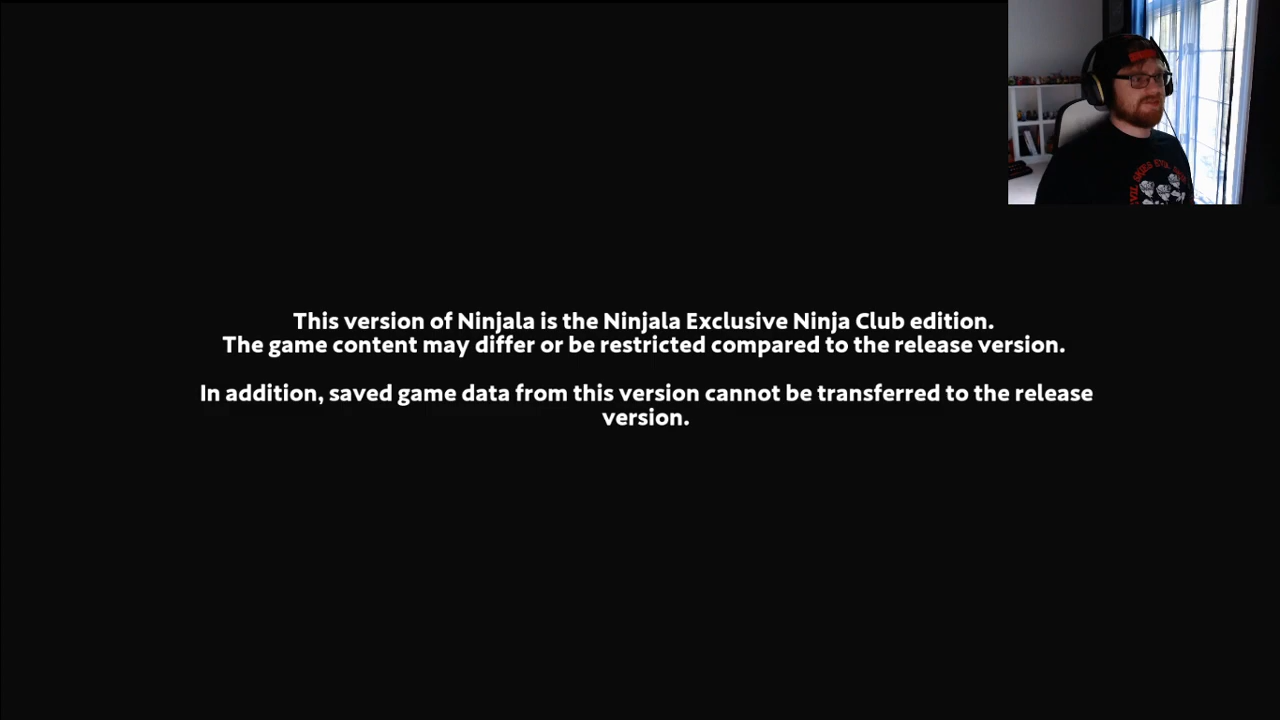 This version of Ninjala is the Ninjala Exclusive Ninja Club edition.
The game content may differ or be restricted compared to the release version.
In addition, saved game data from this version cannot be transferred to the release
version.